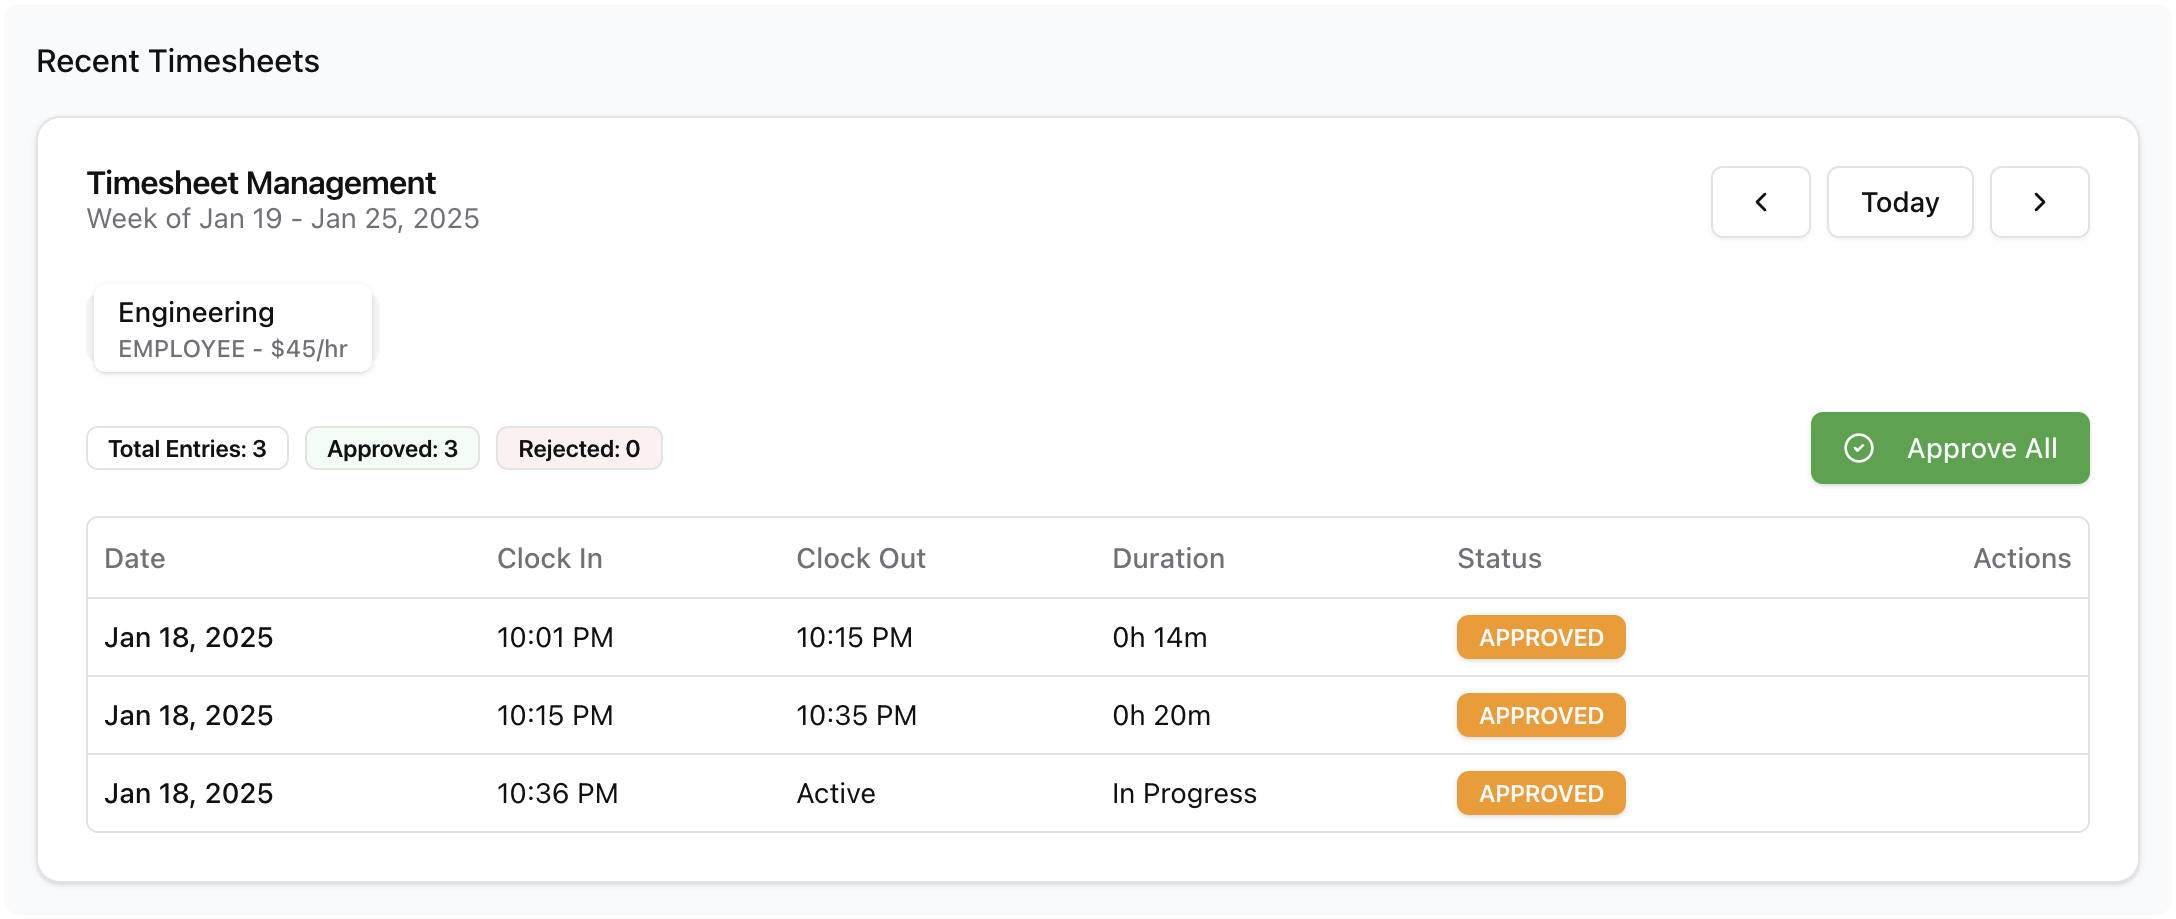 Recent Timesheets
Timesheet Management
Week of Jan 19 - Jan 25, 2025
Today
Engineering
EMPLOYEE - $45/hr
Total Entries: 3 Approved: 3 Rejected: 0
Approve All
Date Clock In Clock Out Duration Status Actions
Jan 18, 2025 10:01 PM 10:15 PM 0h 14m APPROVED
Jan 18, 2025 10:15 PM 10:35 PM 0h 20m APPROVED
Jan 18, 2025 10:36 PM Active In Progress APPROVED